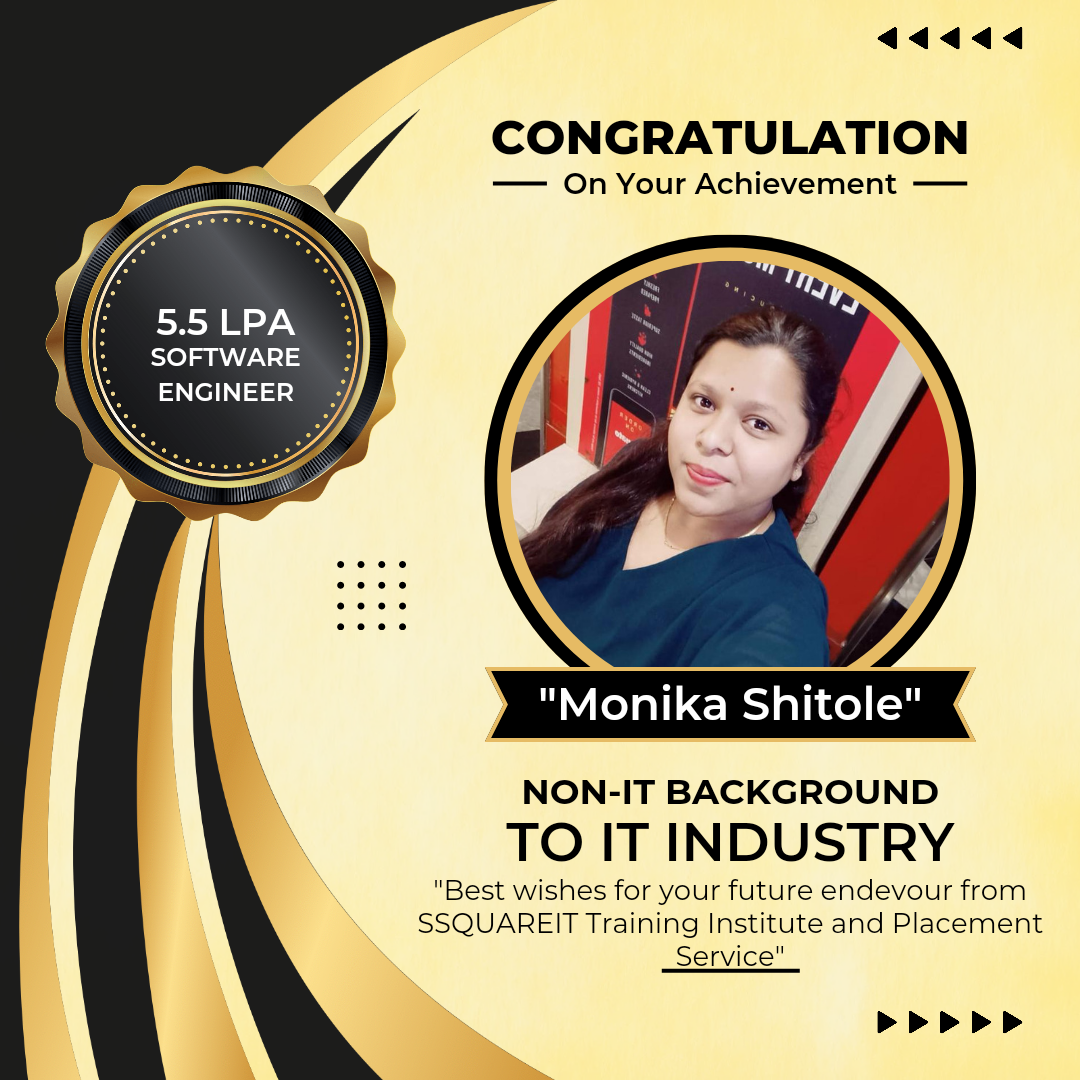 CONGRATULATION
On Your Achievement
5.5 LPA
SOFTWARE
ENGINEER
"Monika Shitole"
NON-IT BACKGROUND
TO IT INDUSTRY
"Best wishes for your future endevour from
SSQUAREIT Training Institute and Placement
Service"